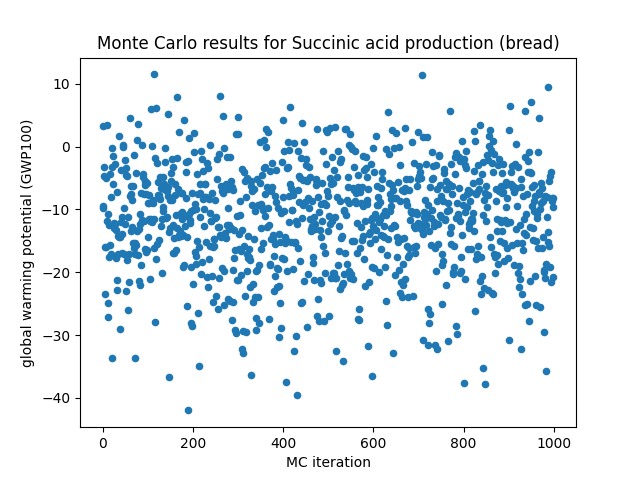 Monte Carlo results for Succinic acid production (bread)
global warming potential (GWP100)
10
0
−10
−20
−30
−40
0 200 400 600 800 1000
MC iteration